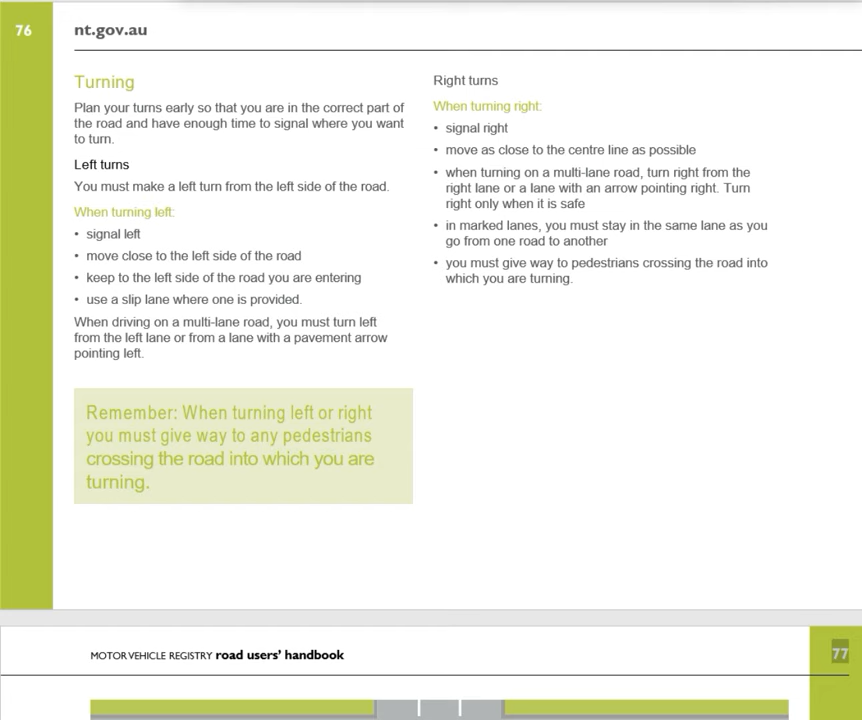 76
nt.gov.au
Turning
Plan your turns early so that you are in the correct part of
the road and have enough time to signal where you want
to turn.
Left turns
You must make a left turn from the left side of the road.
When turning left:
• signal left
• move close to the left side of the road
• keep to the left side of the road you are entering
• use a slip lane where one is provided.
When driving on a multi-lane road, you must turn left
from the left lane or from a lane with a pavement arrow
pointing left.
Remember: When turning left or right
you must give way to any pedestrians
crossing the road into which you are
turning.
Right turns
When turning right:
• signal right
• move as close to the centre line as possible
• when turning on a multi-lane road, turn right from the
right lane or a lane with an arrow pointing right. Turn
right only when it is safe
• in marked lanes, you must stay in the same lane as you
go from one road to another
• you must give way to pedestrians crossing the road into
which you are turning.
MOTOR VEHICLE REGISTRY road users' handbook
77